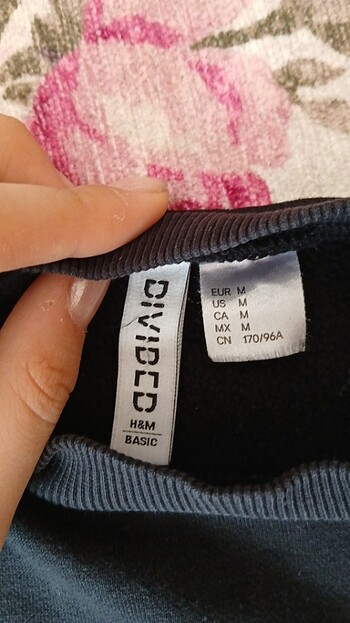 DIVIDED
H&M
BASIC
EUR M
US M
CA M
MX M
CN 170/96A